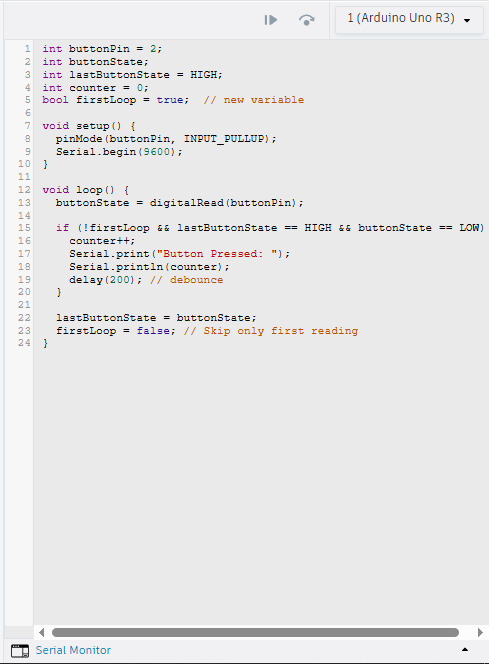 1 (Arduino Uno R3)
1 int buttonPin = 2;
2 int buttonState;
3 int lastButtonState = HIGH;
4 int counter = 0;
5 bool firstLoop = true;  // new variable
6
7 void setup() {
8   pinMode(buttonPin, INPUT_PULLUP);
9   Serial.begin(9600);
10 }
11
12 void loop() {
13   buttonState = digitalRead(buttonPin);
14
15   if (!firstLoop && lastButtonState == HIGH && buttonState == LOW)
16     counter++;
17     Serial.print("Button Pressed: ");
18     Serial.println(counter);
19     delay(200); // debounce
20   }
21
22   lastButtonState = buttonState;
23   firstLoop = false; // Skip only first reading
24 }
Serial Monitor